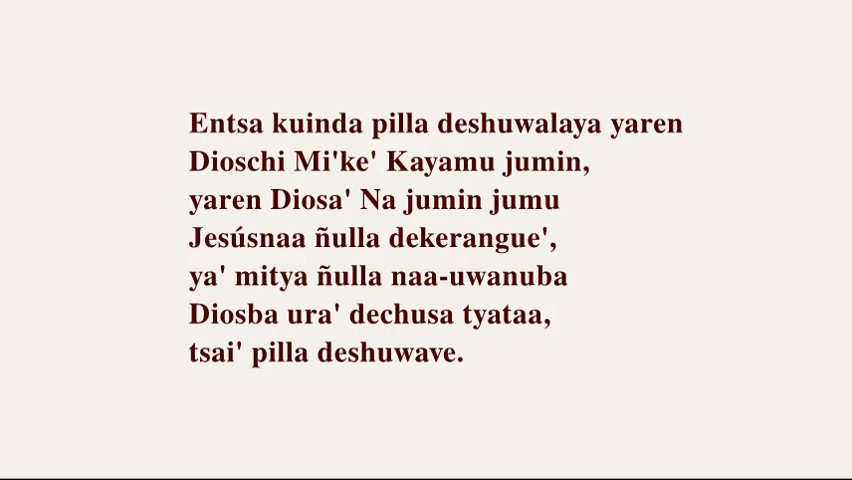 Entsa kuinda pilla deshuwalaya yaren
Dioschi Mi'ke' Kayamu jumin,
yaren Diosa' Na jumin jumu
Jesúsnaa ñulla dekerangue',
ya' mitya ñulla naa-uwanuba
Diosba ura' dechusa tyataa,
tsai' pilla deshuwave.